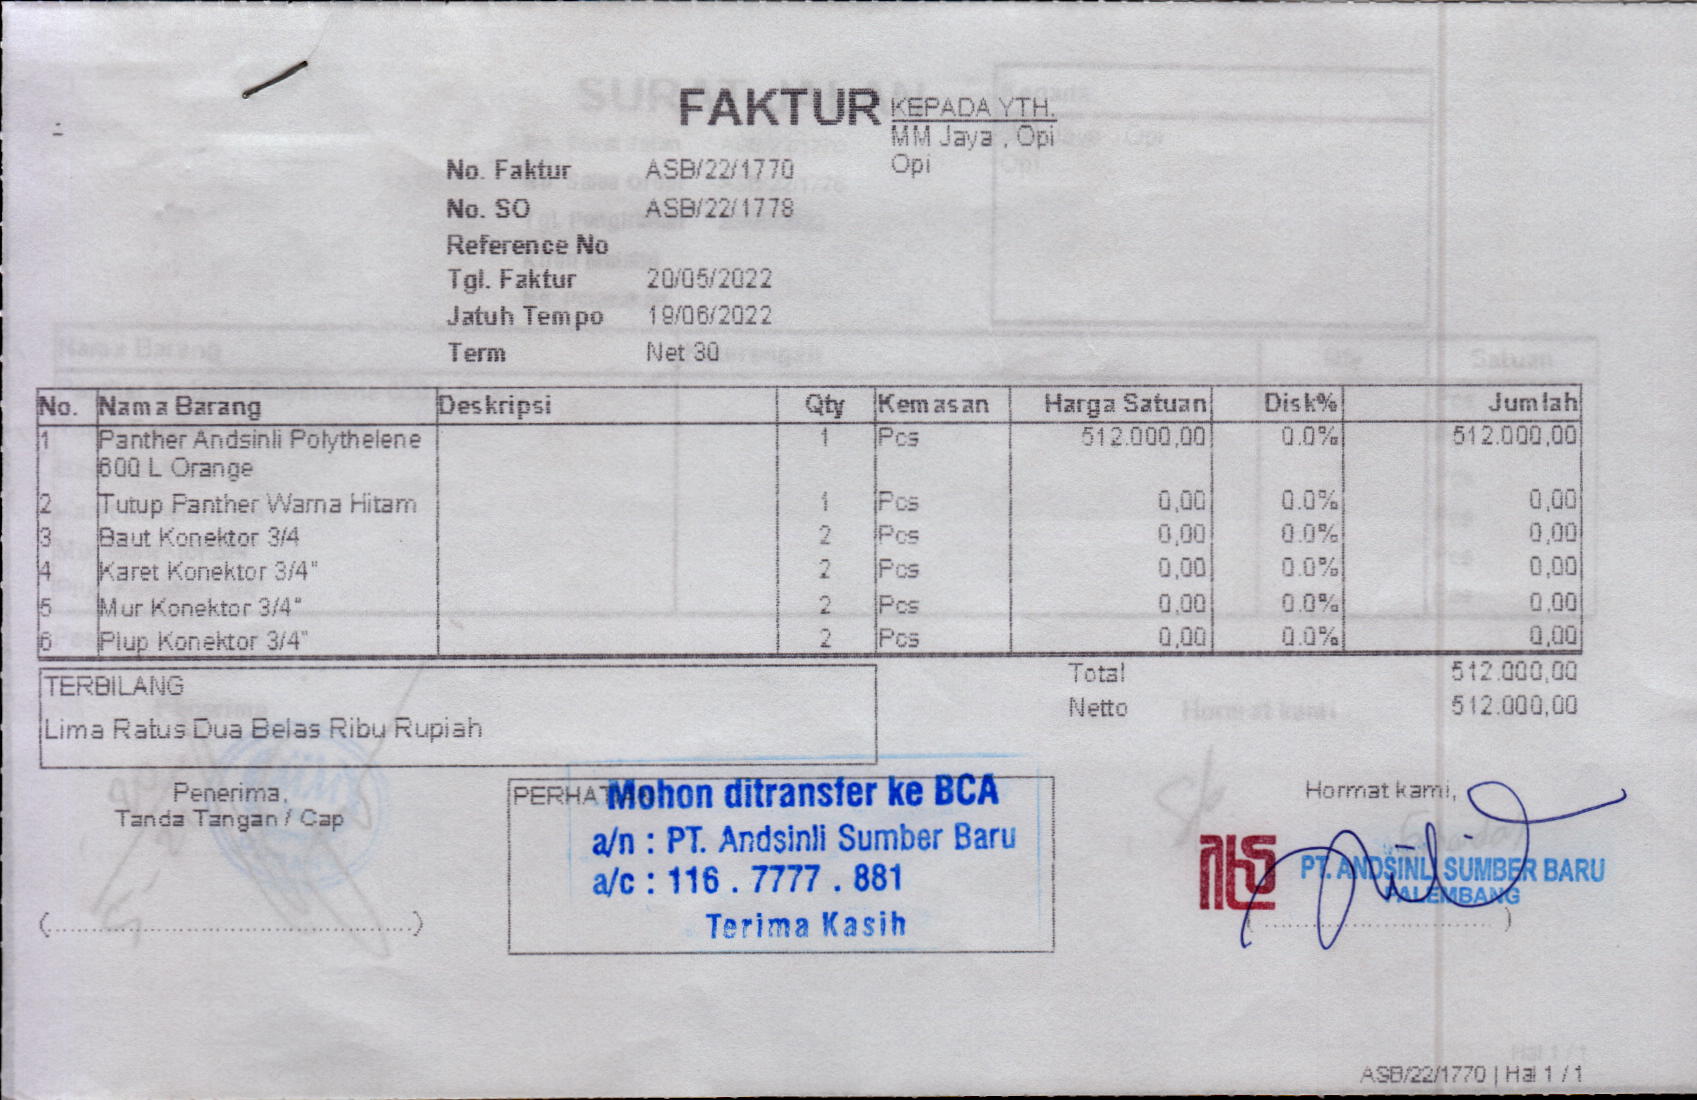 FAKTUR
KEPADA YTH.
MM Jaya , Opi
Opi
No. Faktur ASB/22/1770
No. SO ASB/22/1778
Reference No
Tgl. Faktur 20/05/2022
Jatuh Tempo 19/06/2022
Term Net 30
No. Nama Barang Deskripsi Qty Kemasan Harga Satuan Disk% Jumlah
1 Panther Andsinli Polythelene 1 Pcs 512.000,00 0.0% 512.000,00
600 L Orange
2 Tutup Panther Warna Hitam 1 Pcs 0,00 0.0% 0,00
3 Baut Konektor 3/4 2 Pcs 0,00 0.0% 0,00
4 Karet Konektor 3/4" 2 Pcs 0,00 0.0% 0,00
5 Mur Konektor 3/4" 2 Pcs 0,00 0.0% 0,00
6 Plup Konektor 3/4" 2 Pcs 0,00 0.0% 0,00
Total 512.000,00
Netto 512.000,00
TERBILANG
Lima Ratus Dua Belas Ribu Rupiah
Penerima,
Tanda Tangan / Cap
(......................................................)
Mohon ditransfer ke BCA
a/n : PT. Andsinli Sumber Baru
a/c : 116 . 7777 . 881
Terima Kasih
Hormat kami,
PT. ANDSINLI SUMBER BARU
PALEMBANG
ASB/22/1770 | Hal 1 / 1